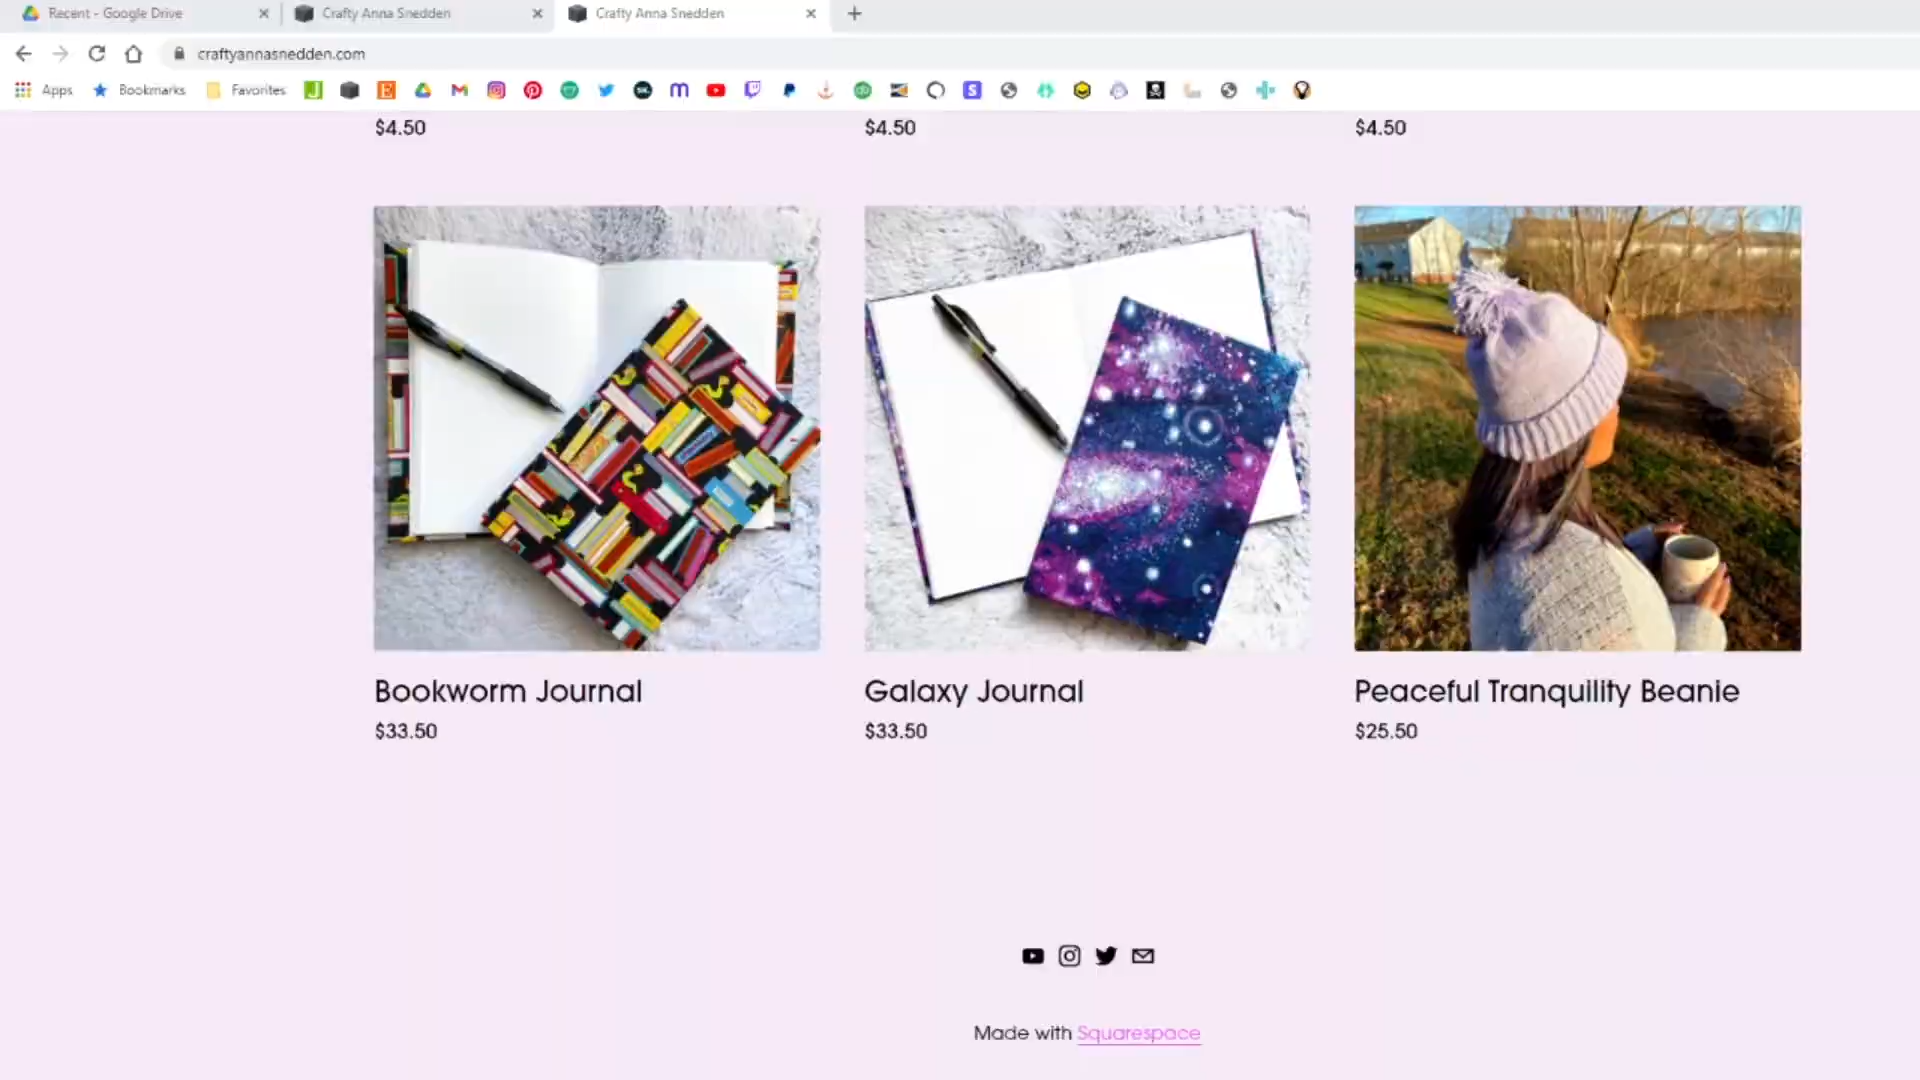 Recent - Google Drive
Crafty Anna Snedden
Crafty Anna Snedden
craftyannasnedden.com
Apps
Bookmarks
Favorites
$4.50
$4.50
$4.50
Bookworm Journal
Galaxy Journal
Peaceful Tranquility Beanie
$33.50
$33.50
$25.50
Made with Squarespace